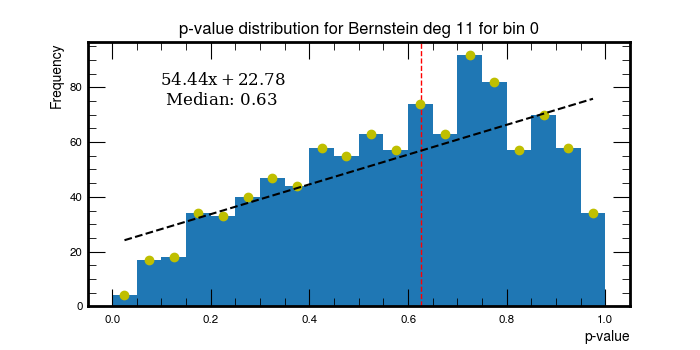 p-value distribution for Bernstein deg 11 for bin 0
Frequency
54.44x + 22.78
Median: 0.63
80
60
40
20
0
0.0 0.2 0.4 0.6 0.8 1.0
p-value